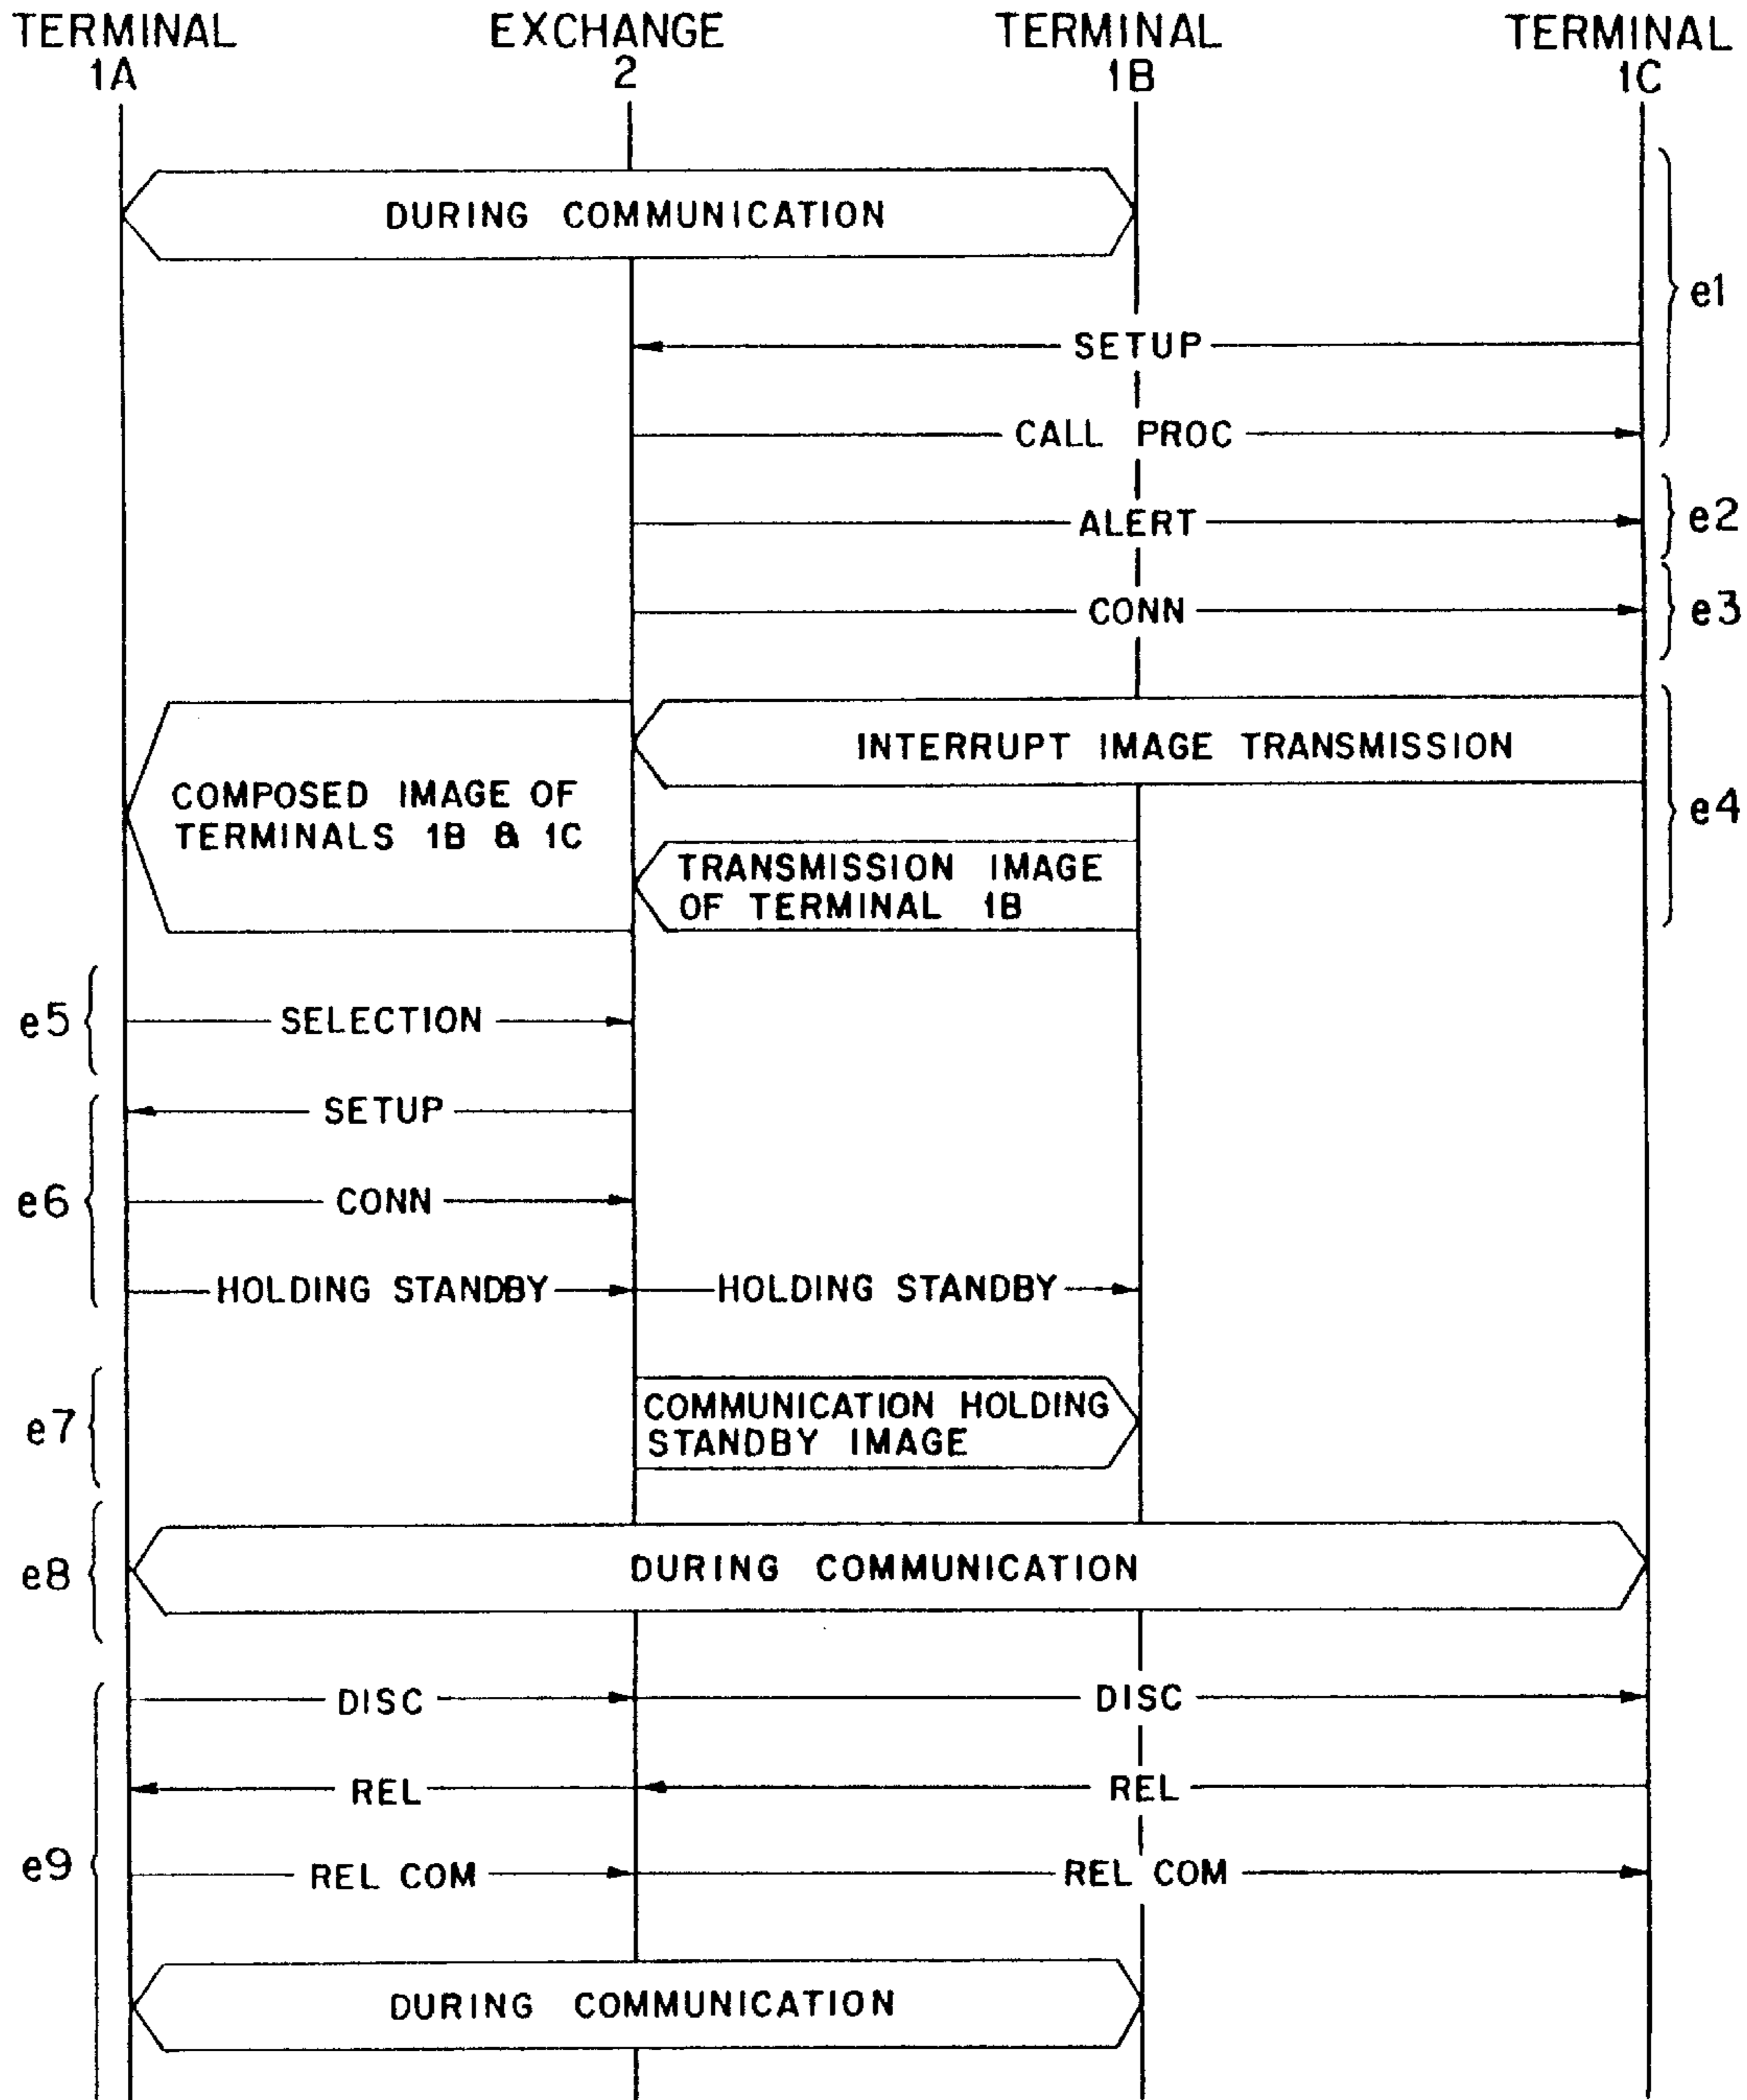 TERMINAL 1A
EXCHANGE 2
TERMINAL 1B
TERMINAL 1C
DURING COMMUNICATION
e1
SETUP
CALL PROC
ALERT
e2
CONN
e3
INTERRUPT IMAGE TRANSMISSION
COMPOSED IMAGE OF
TERMINALS 1B & 1C
e4
TRANSMISSION IMAGE
OF TERMINAL 1B
e5
SELECTION
SETUP
e6
CONN
HOLDING STANDBY
HOLDING STANDBY
e7
COMMUNICATION HOLDING
STANDBY IMAGE
e8
DURING COMMUNICATION
DISC
DISC
REL
REL
e9
REL COM
REL COM
DURING COMMUNICATION